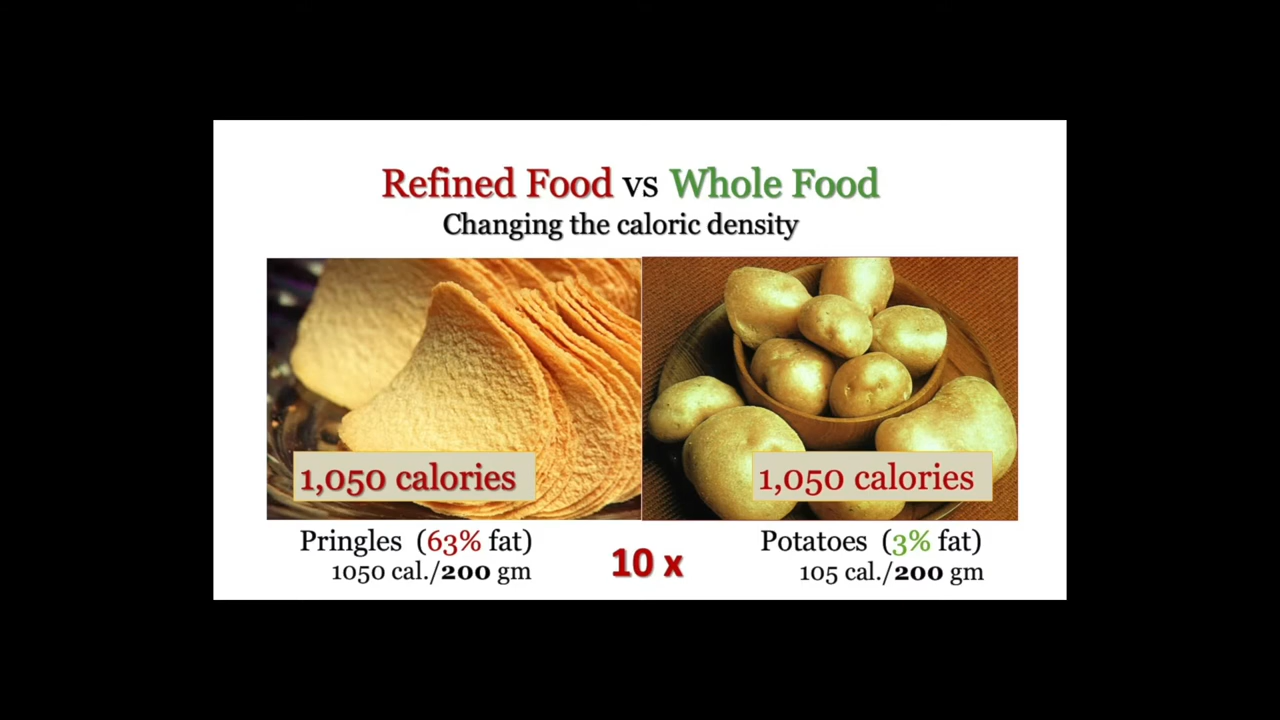 Refined Food vs Whole Food
Changing the caloric density
1,050 calories
1,050 calories
Pringles (63% fat)
1050 cal./200 gm
10 x
Potatoes (3% fat)
105 cal./200 gm